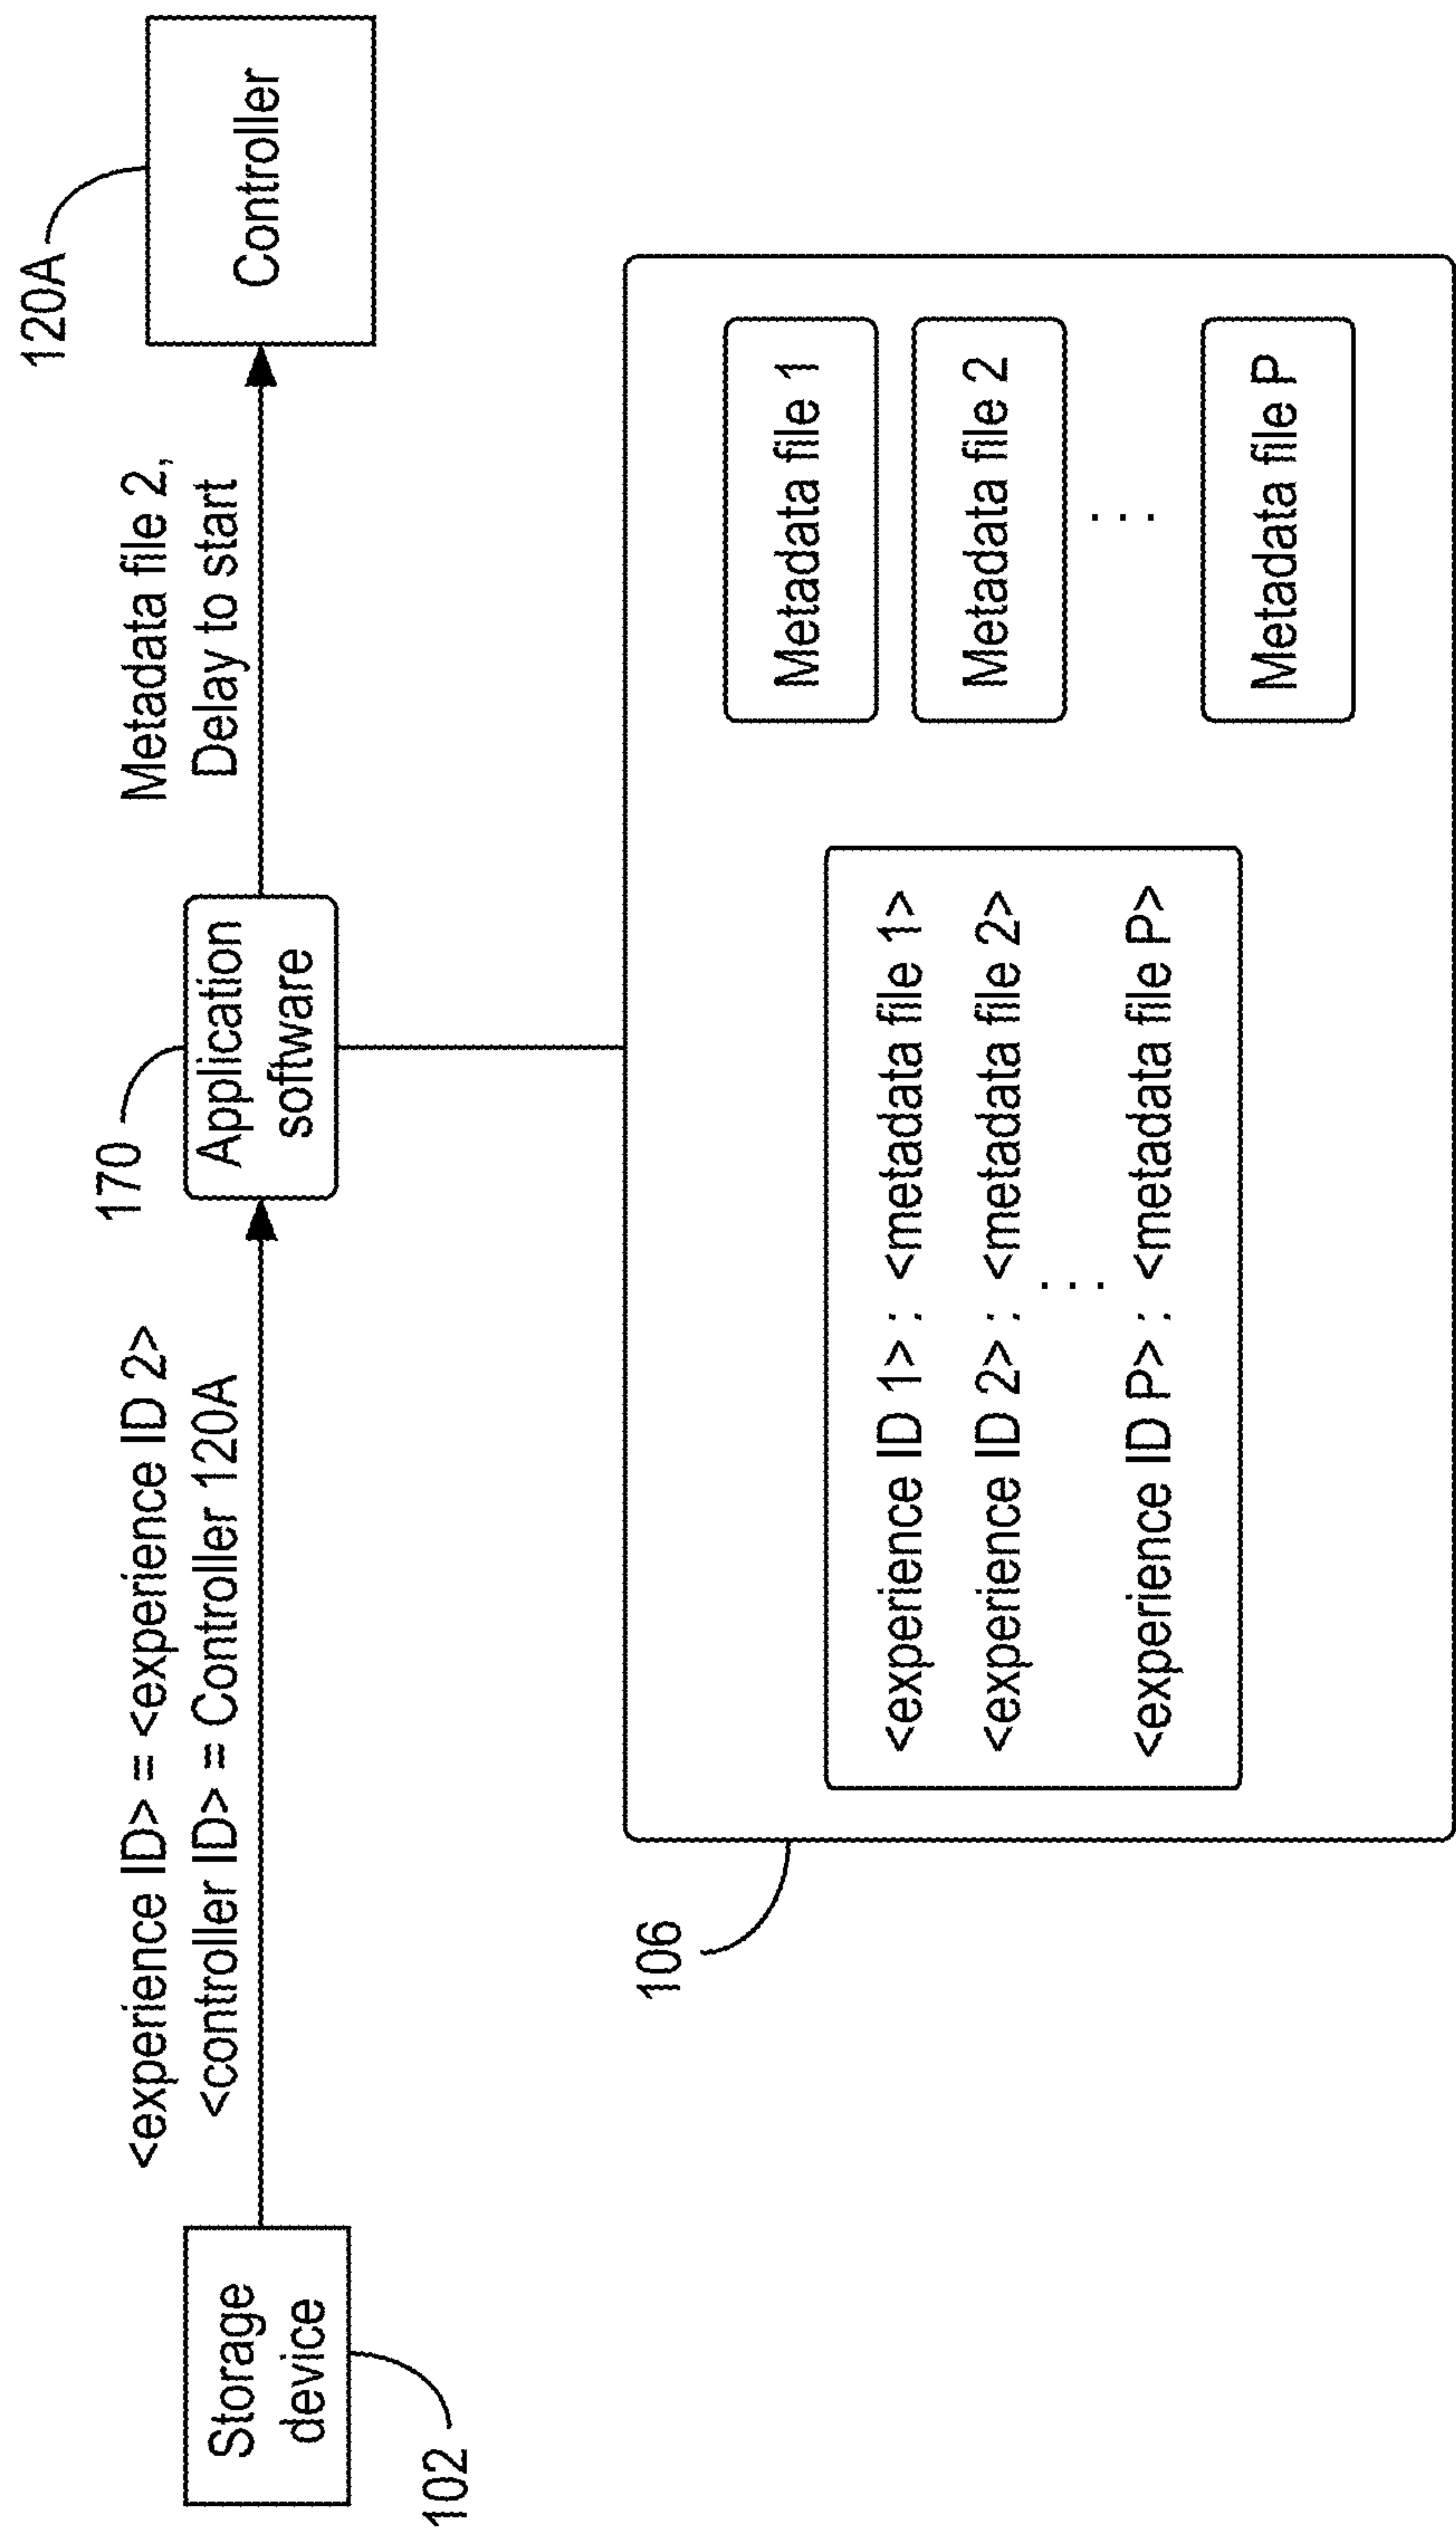 120A
Controller
Metadata file 2,
Delay to start
170
Application
software
<experience ID> = <experience ID 2>
<controller ID> = Controller 120A
Storage
device
102
106
<experience ID 1> : <metadata file 1>
<experience ID 2> : <metadata file 2>
. . .
<experience ID P> : <metadata file P>
Metadata file 1
Metadata file 2
. . .
Metadata file P